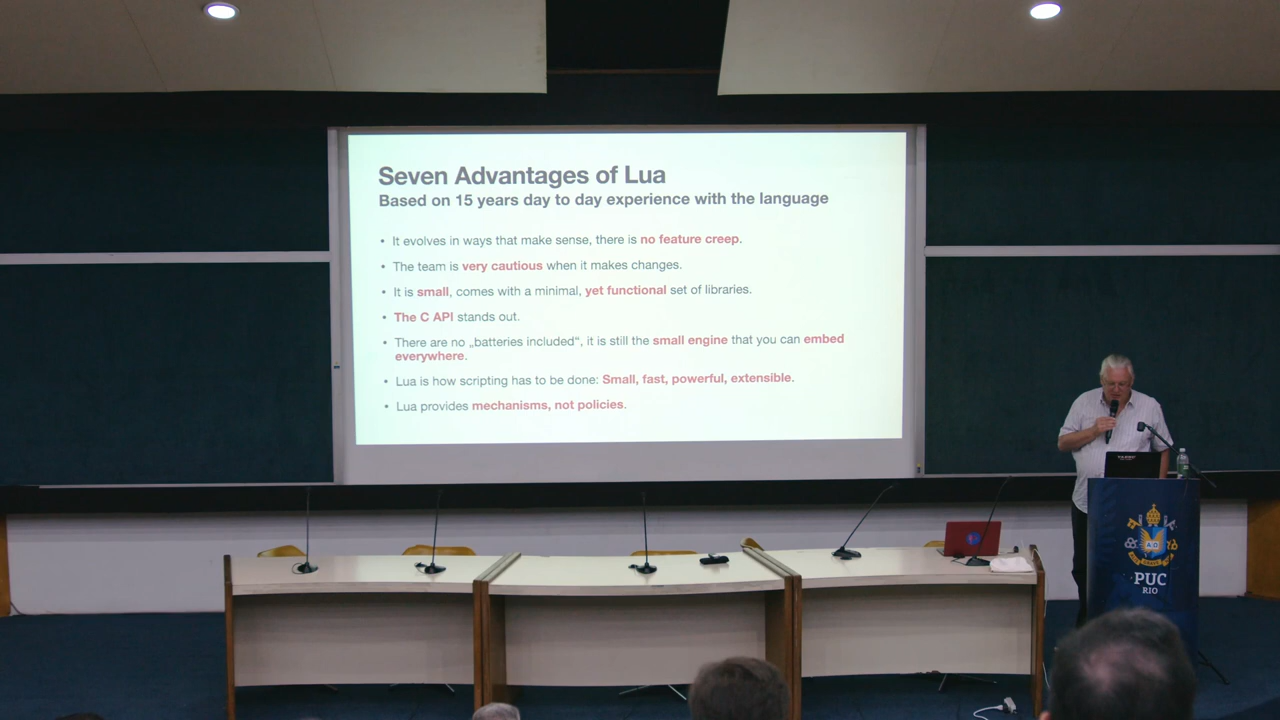 Seven Advantages of Lua
Based on 15 years day to day experience with the language
• It evolves in ways that make sense, there is no feature creep.
• The team is very cautious when it makes changes.
• It is small, comes with a minimal, yet functional set of libraries.
• The C API stands out.
• There are no „batteries included“, it is still the small engine that you can embed
everywhere.
• Lua is how scripting has to be done: Small, fast, powerful, extensible.
• Lua provides mechanisms, not policies.
PUC
RIO